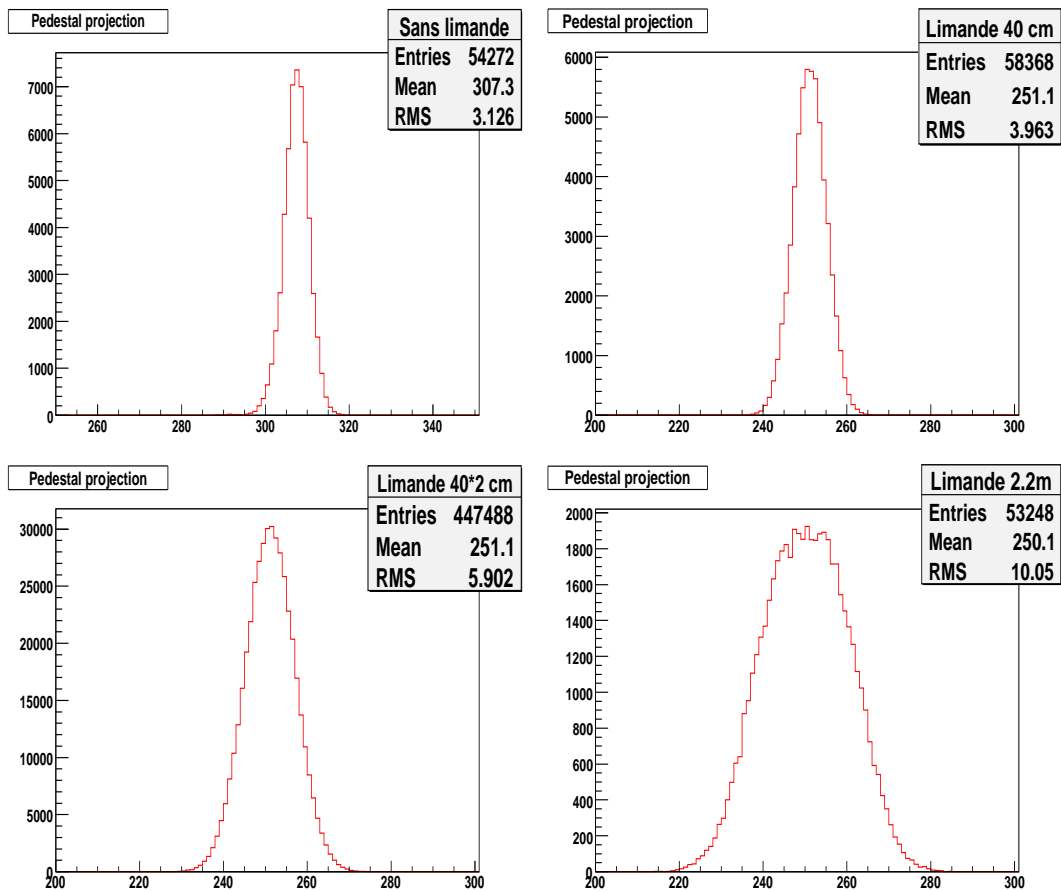 Pedestal projection
Sans limande
Entries 54272
Mean 307.3
RMS 3.126
7000
6000
5000
4000
3000
2000
1000
0
260 280 300 320 340
Pedestal projection
Limande 40 cm
Entries 58368
Mean 251.1
RMS 3.963
6000
5000
4000
3000
2000
1000
0
200 220 240 260 280 300
Pedestal projection
Limande 40*2 cm
Entries 447488
Mean 251.1
RMS 5.902
30000
25000
20000
15000
10000
5000
0
200 220 240 260 280 300
Pedestal projection
Limande 2.2m
Entries 53248
Mean 250.1
RMS 10.05
2000
1800
1600
1400
1200
1000
800
600
400
200
0
200 220 240 260 280 300